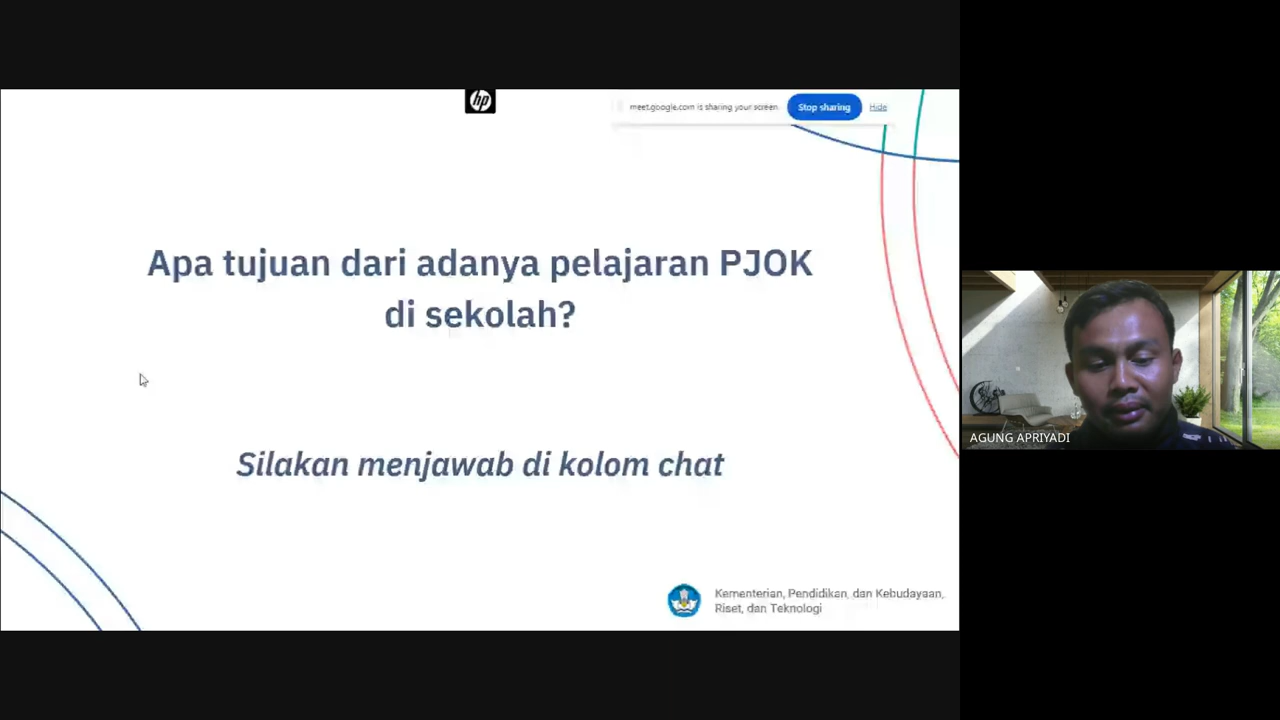 hp
meet.google.com is sharing your screen.
Stop sharing
Hide
Apa tujuan dari adanya pelajaran PJOK
di sekolah?
Silakan menjawab di kolom chat
AGUNG APRIYADI
Kementerian, Pendidikan, dan Kebudayaan,
Riset, dan Teknologi